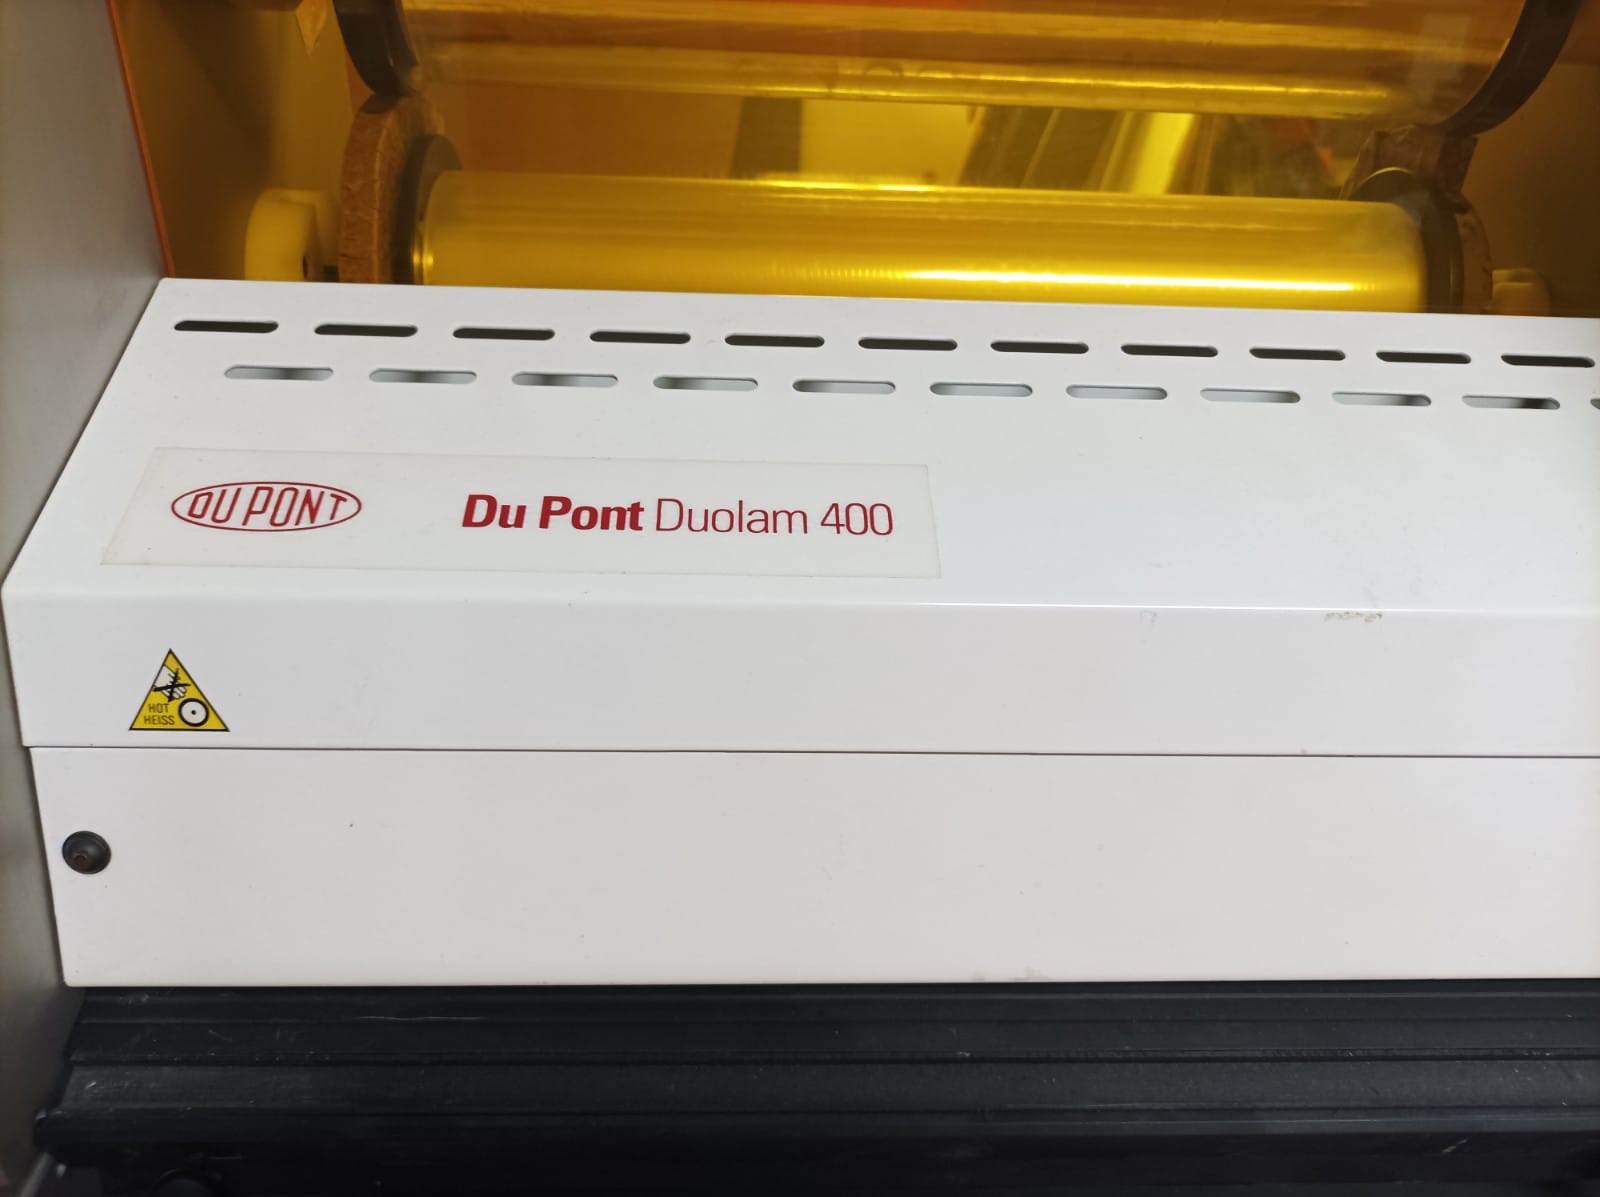 DU PONT
Du Pont Duolam 400
HOT
HEISS